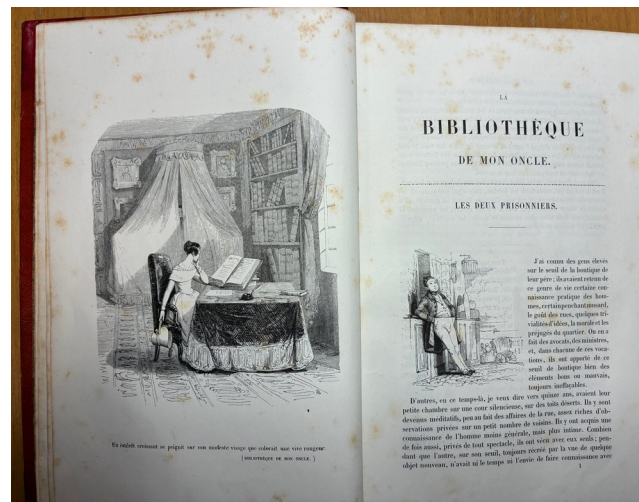 Un intérêt croissant se peignit sur son modeste visage que colorait une vive rougeur.
( BIBLIOTHÈQUE DE MON ONCLE. )
LA
BIBLIOTHÈQUE
DE MON ONCLE.
LES DEUX PRISONNIERS.
J'ai connu des gens élevés
sur le seuil de la boutique de
leur père ; ils avaient retenu de
ce genre de vie certaine con-
naissance pratique des hom-
mes, certain penchant musard,
le goût des rues, quelques tri-
vialités d'idées, la morale et les
préjugés du quartier. On en a
fait des avocats, des ministres,
et, dans chacune de ces voca-
tions, ils ont apporté de ce
seuil de boutique bien des
éléments bons ou mauvais,
toujours ineffaçables.
D'autres, en ce temps-là, je veux dire vers quinze ans, avaient leur
petite chambre sur une cour silencieuse, sur des toits déserts. Ils y sont
devenus méditatifs, peu au fait des affaires de la rue, assez riches d'ob-
servations privées sur un petit nombre de voisins. Ils y ont acquis une
connaissance de l'homme moins générale, mais plus intime. Combien
de fois aussi, privés de tout spectacle, ils ont vécu avec eux seuls ; pen-
dant que l'autre, sur son seuil, toujours récréé par la vue de quelque
objet nouveau, n'avait ni le temps ni l'envie de faire connaissance avec
1